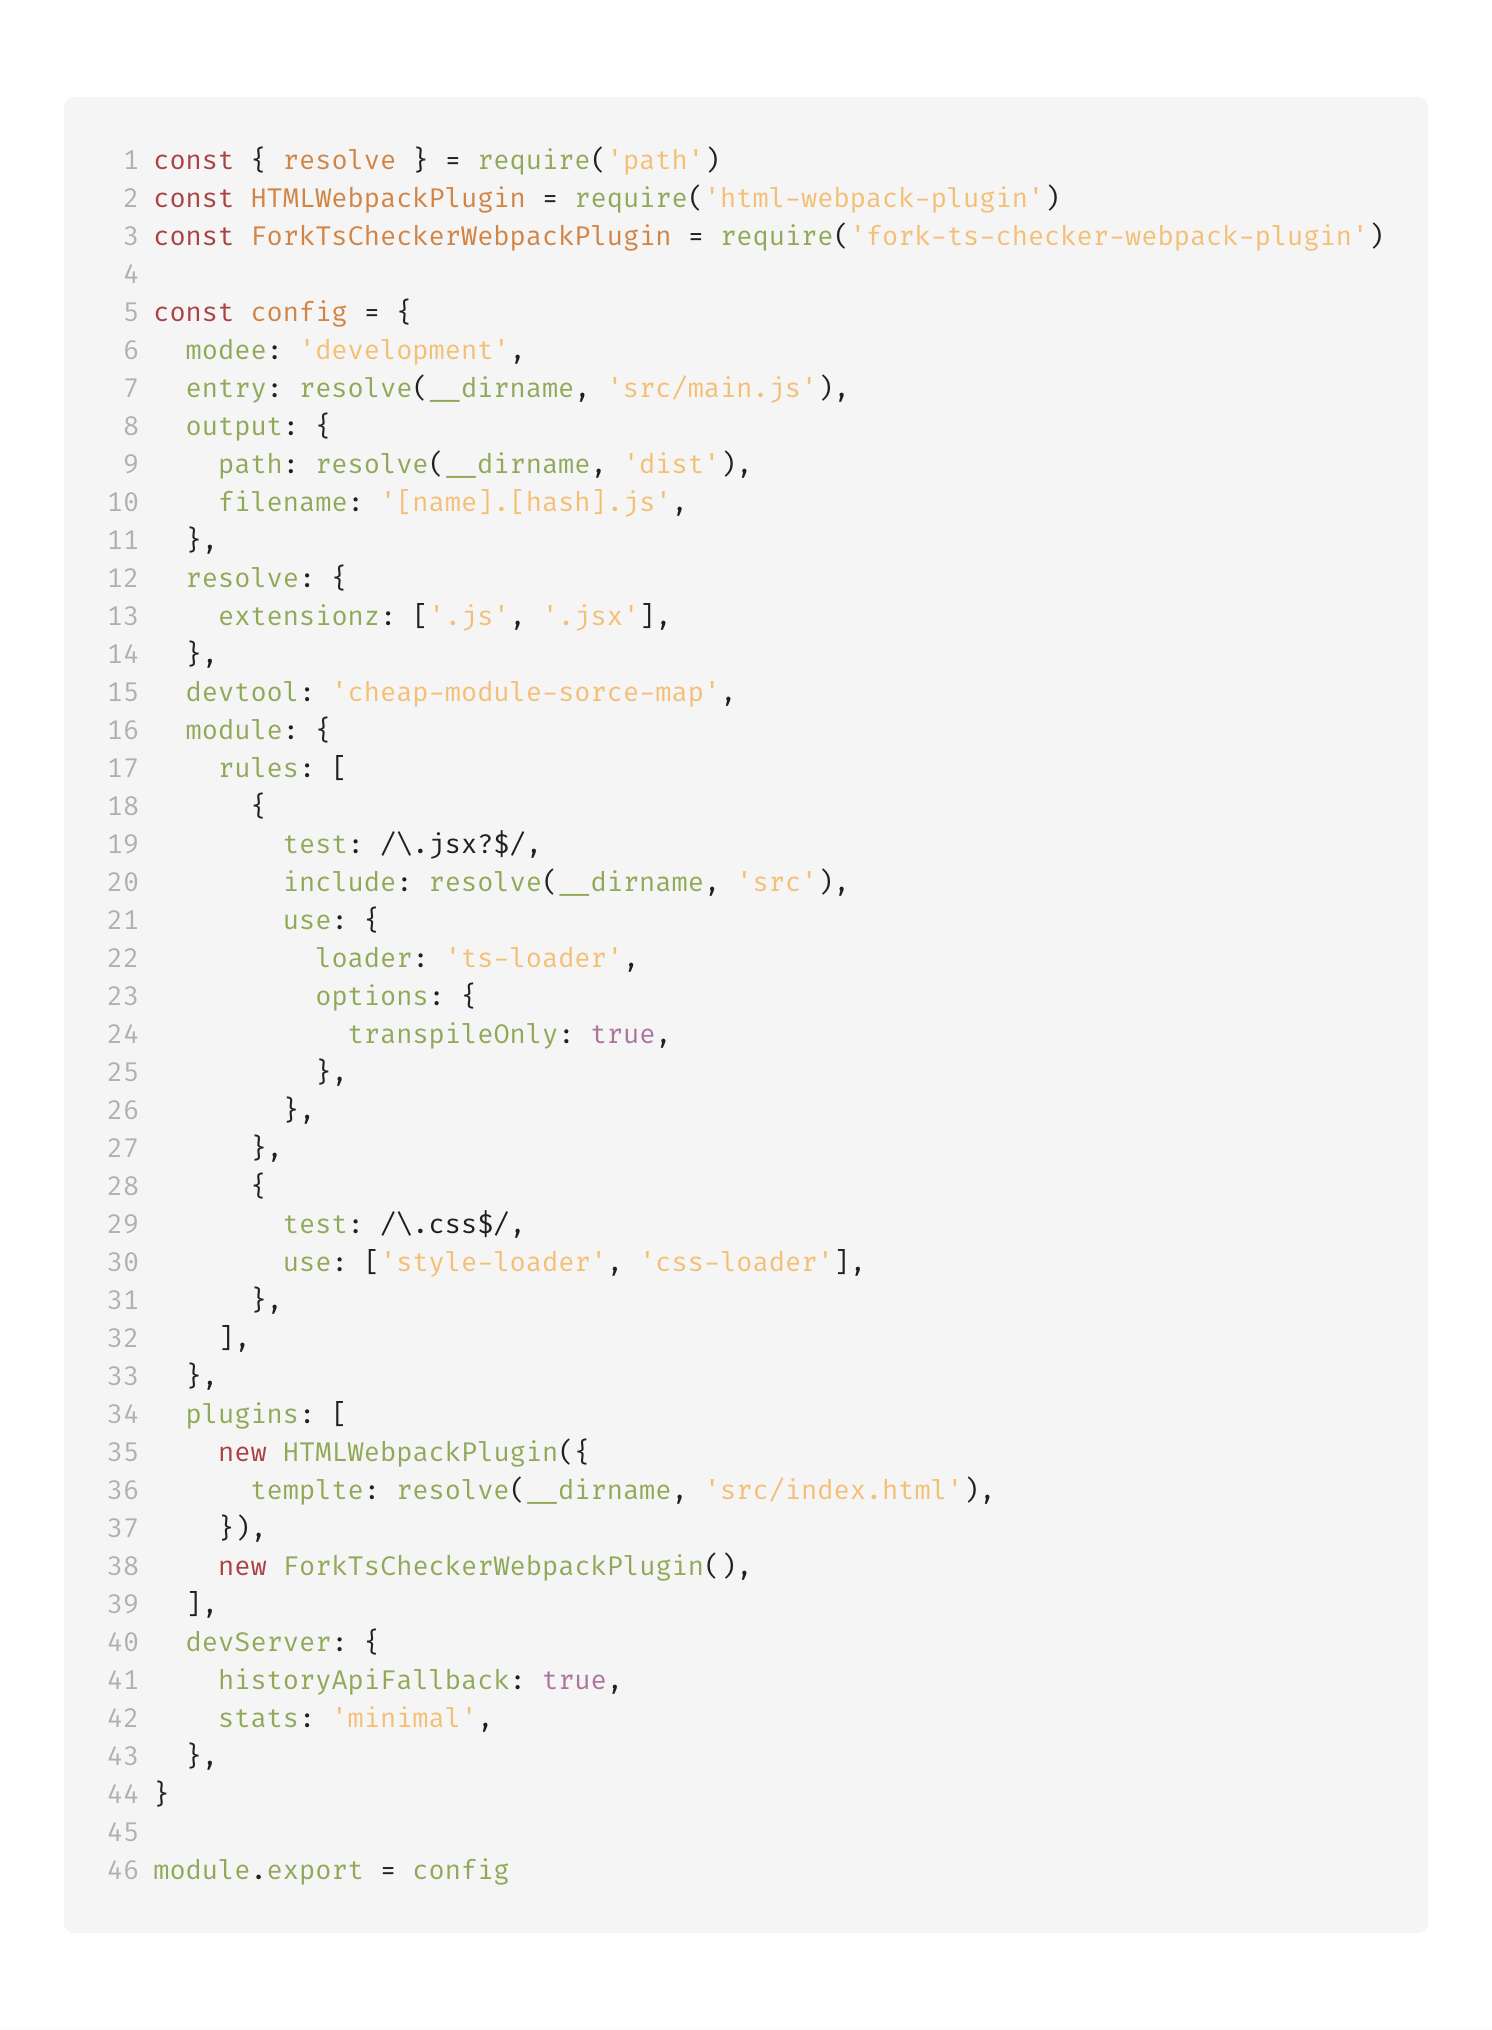 1 const { resolve } = require('path')
2 const HTMLWebpackPlugin = require('html-webpack-plugin')
3 const ForkTsCheckerWebpackPlugin = require('fork-ts-checker-webpack-plugin')
4
5 const config = {
6   modee: 'development',
7   entry: resolve(__dirname, 'src/main.js'),
8   output: {
9     path: resolve(__dirname, 'dist'),
10     filename: '[name].[hash].js',
11   },
12   resolve: {
13     extensionz: ['.js', '.jsx'],
14   },
15   devtool: 'cheap-module-sorce-map',
16   module: {
17     rules: [
18       {
19         test: /\.jsx?$/,
20         include: resolve(__dirname, 'src'),
21         use: {
22           loader: 'ts-loader',
23           options: {
24             transpileOnly: true,
25           },
26         },
27       },
28       {
29         test: /\.css$/,
30         use: ['style-loader', 'css-loader'],
31       },
32     ],
33   },
34   plugins: [
35     new HTMLWebpackPlugin({
36       templte: resolve(__dirname, 'src/index.html'),
37     }),
38     new ForkTsCheckerWebpackPlugin(),
39   ],
40   devServer: {
41     historyApiFallback: true,
42     stats: 'minimal',
43   },
44 }
45
46 module.export = config